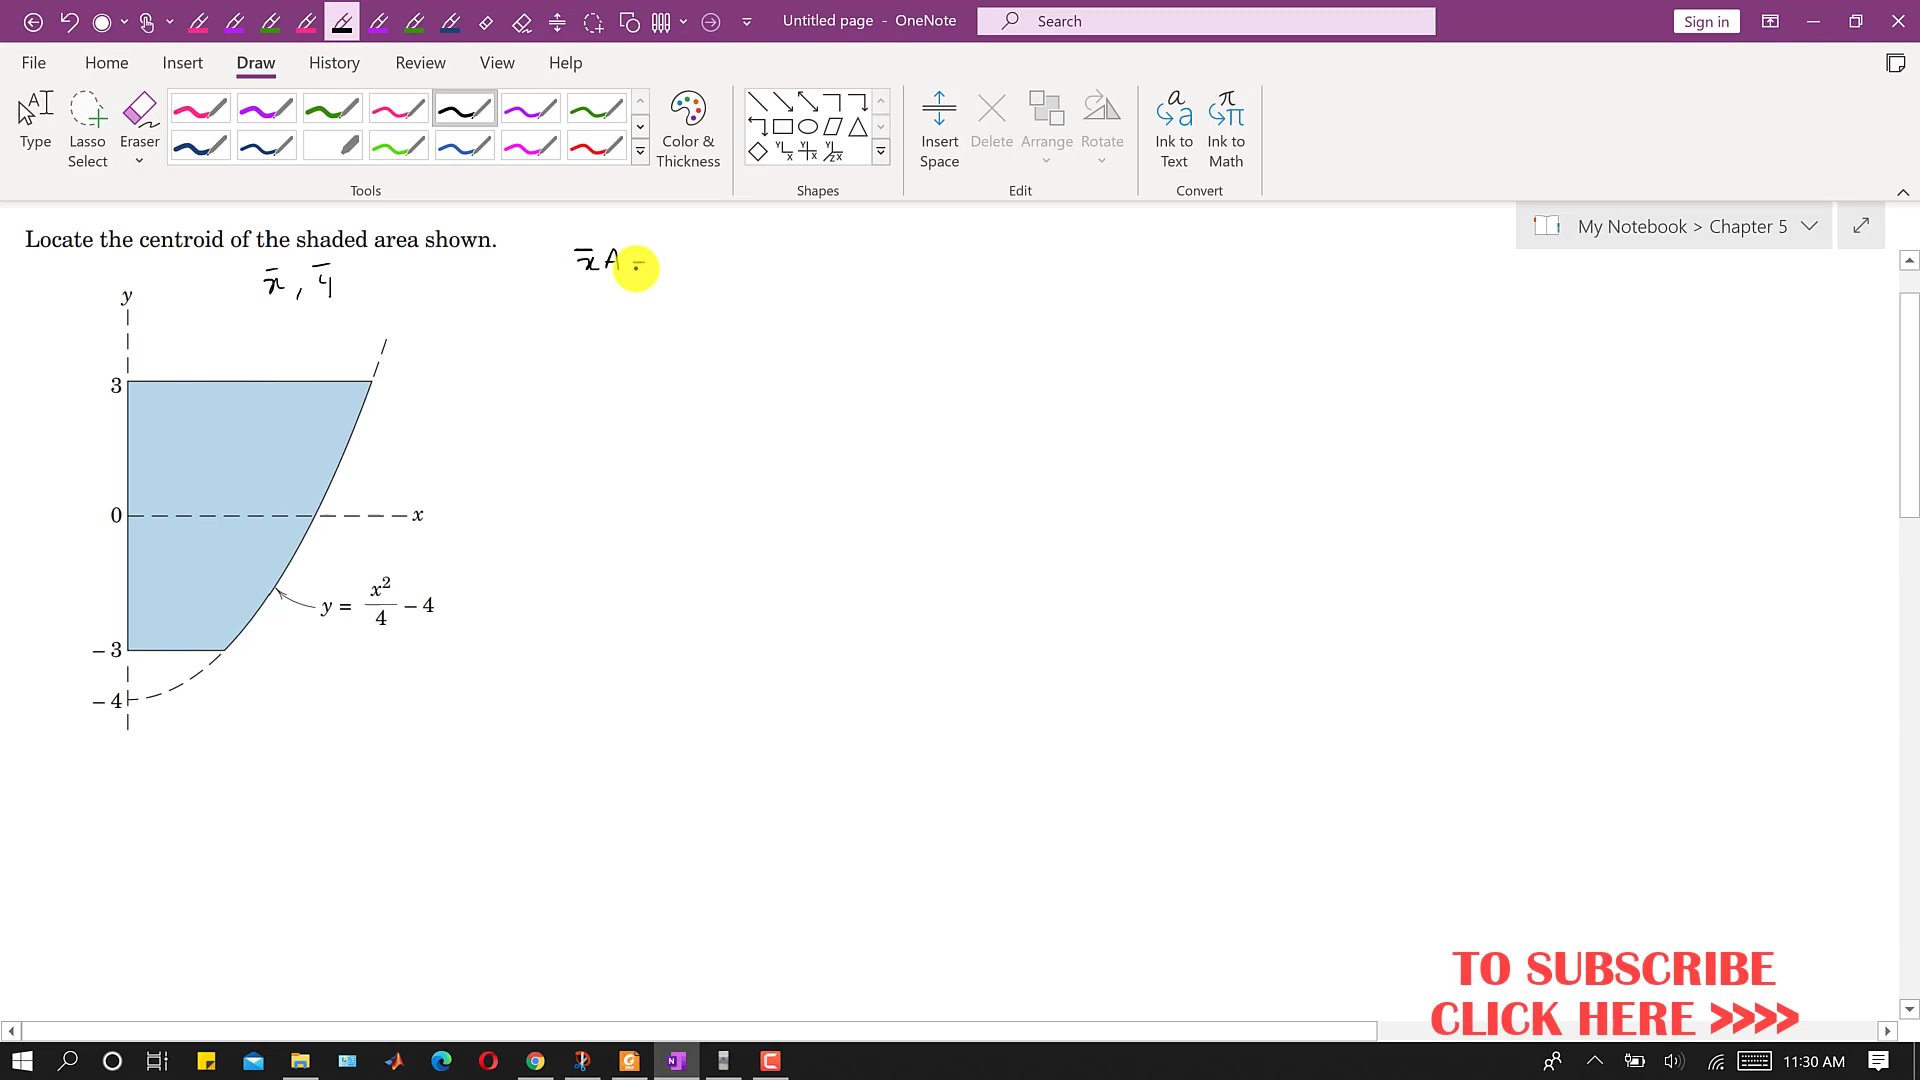 Untitled page - OneNote
Search
Sign in
File Home Insert Draw History Review View Help
Type
Lasso Select
Eraser
Color & Thickness
Insert Space
Delete
Arrange
Rotate
Ink to Text
Ink to Math
Tools
Shapes
Edit
Convert
My Notebook > Chapter 5
Locate the centroid of the shaded area shown.
x̄ A =
x̄ , ȳ
y
3
0
x
y = x²/4 – 4
– 3
– 4
TO SUBSCRIBE
CLICK HERE >>>>
11:30 AM